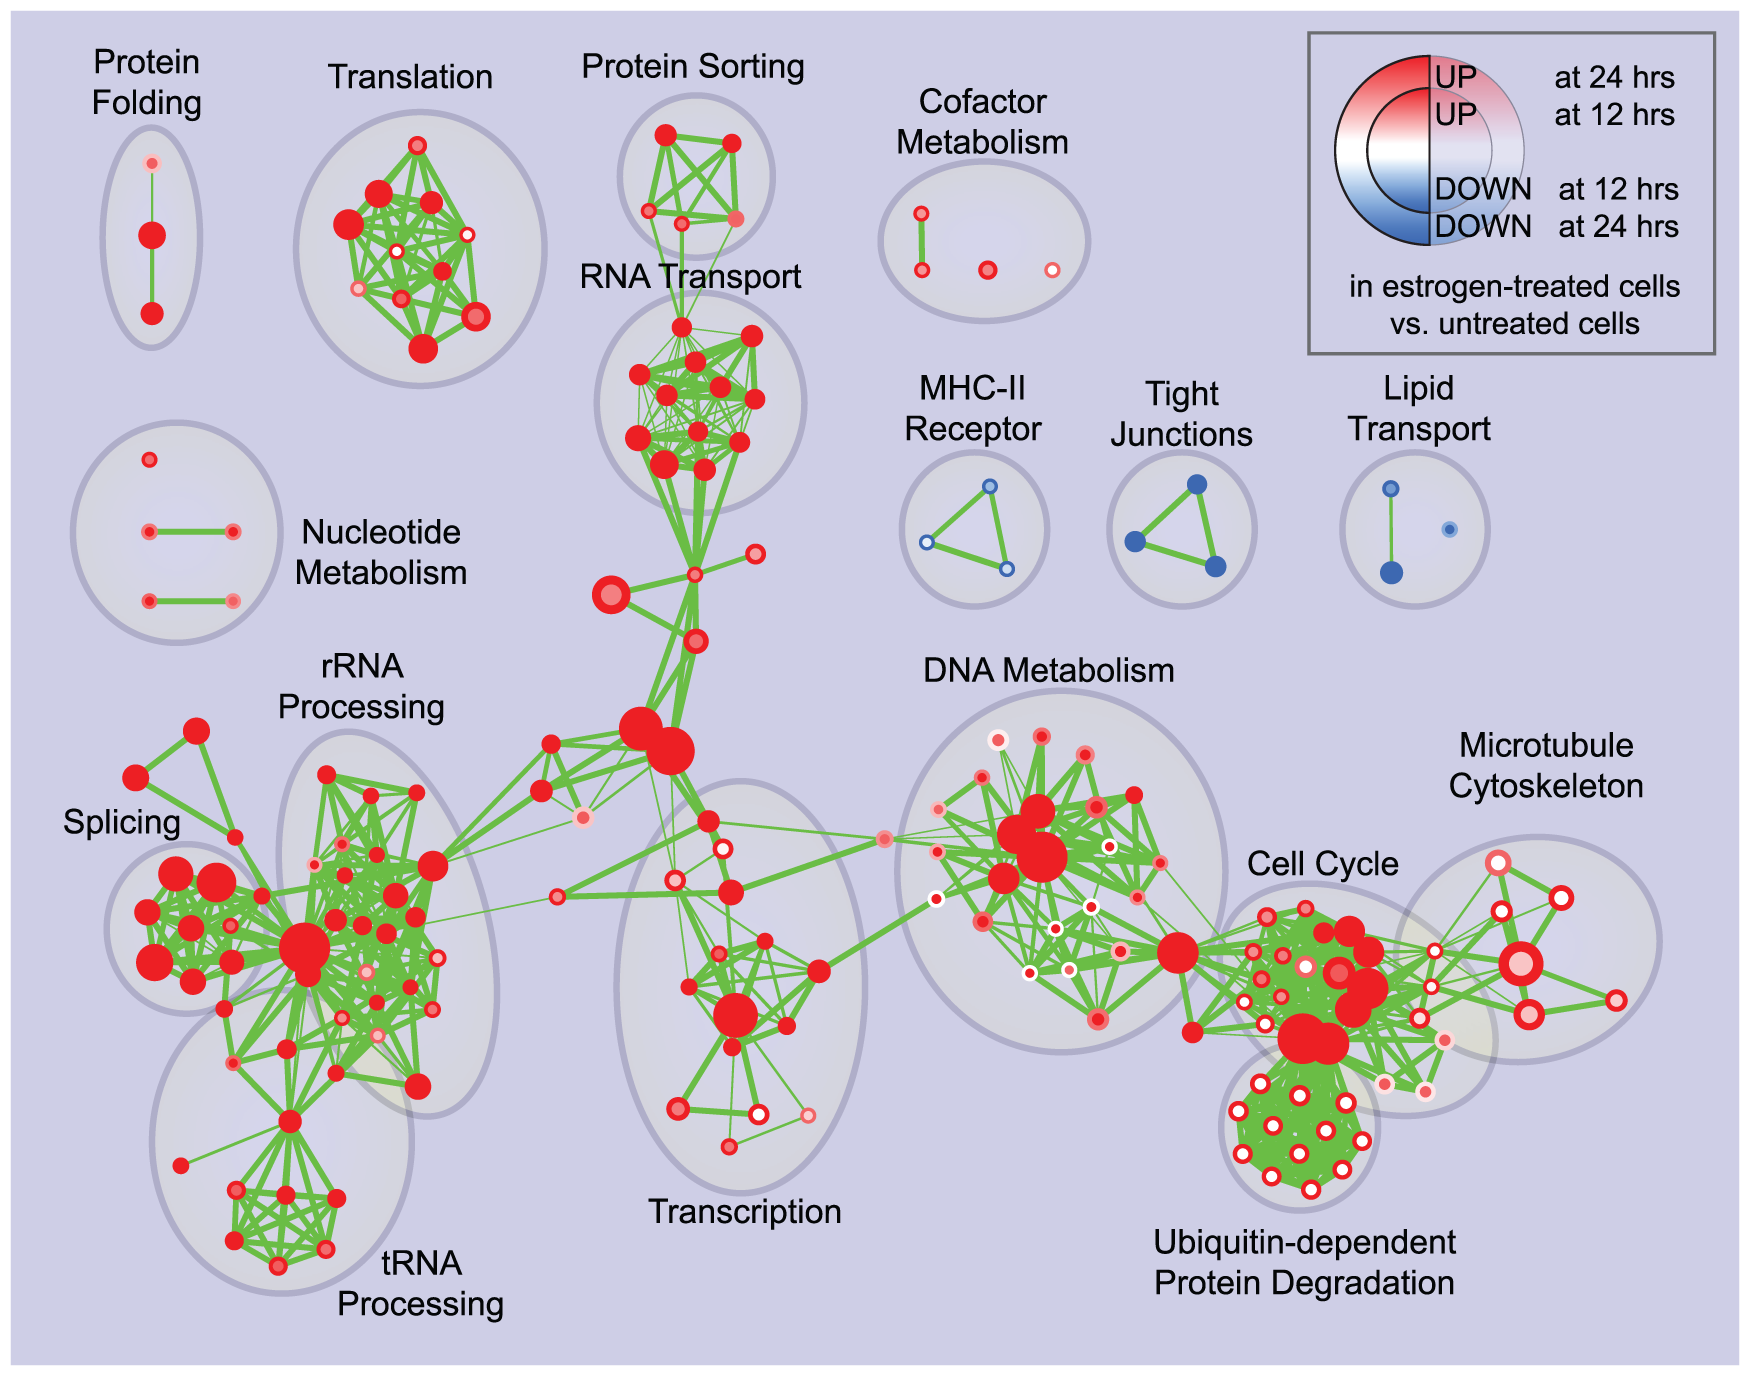 Protein
Folding
Translation
Protein Sorting
Cofactor
Metabolism
UP at 24 hrs
UP at 12 hrs
DOWN at 12 hrs
DOWN at 24 hrs
in estrogen-treated cells
vs. untreated cells
RNA Transport
MHC-II
Receptor
Tight
Junctions
Lipid
Transport
Nucleotide
Metabolism
rRNA
Processing
DNA Metabolism
Microtubule
Cytoskeleton
Splicing
Cell Cycle
Transcription
tRNA
Processing
Ubiquitin-dependent
Protein Degradation